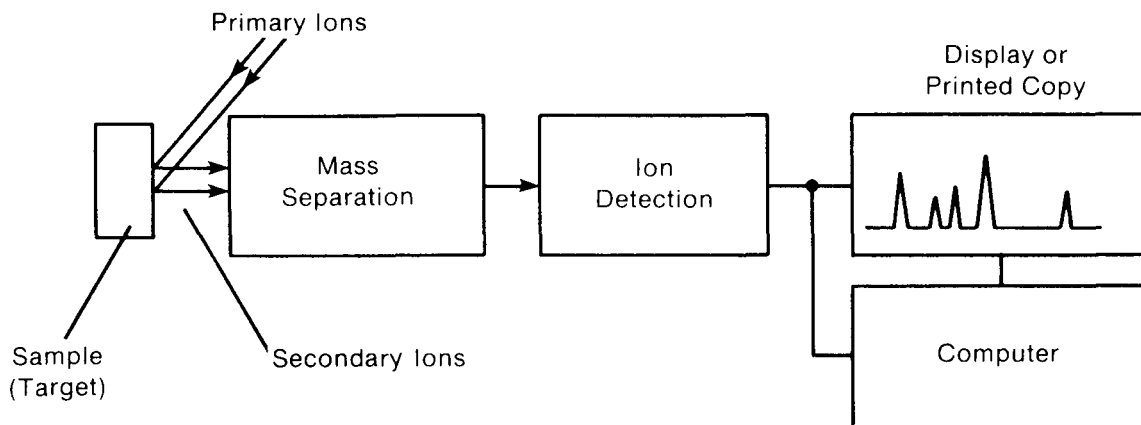 Primary Ions
Display or
Printed Copy
Mass
Separation
Ion
Detection
Sample
(Target)
Secondary Ions
Computer